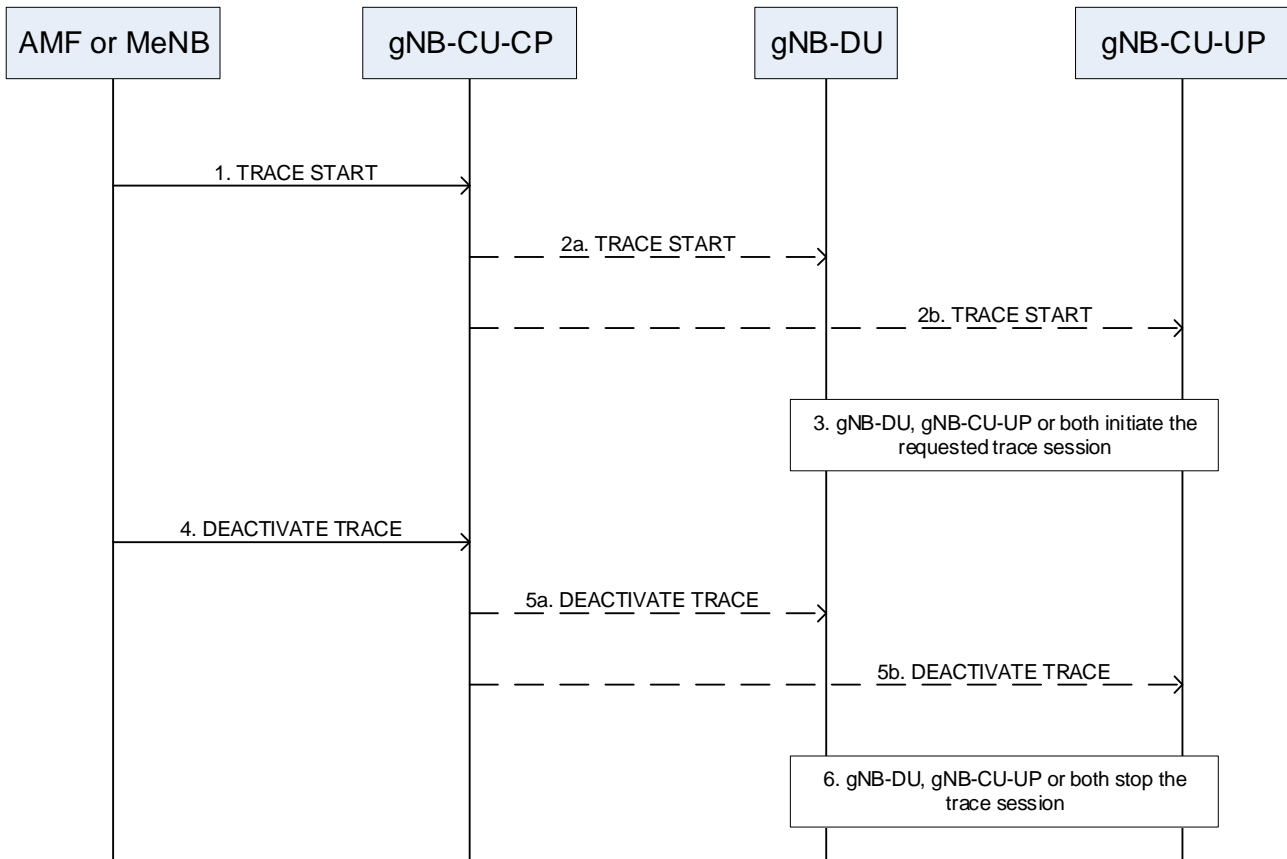 AMF or MeNB
gNB-CU-CP
gNB-DU
gNB-CU-UP
1. TRACE START
2a. TRACE START
2b. TRACE START
3. gNB-DU, gNB-CU-UP or both initiate the
requested trace session
4. DEACTIVATE TRACE
5a. DEACTIVATE TRACE
5b. DEACTIVATE TRACE
6. gNB-DU, gNB-CU-UP or both stop the
trace session